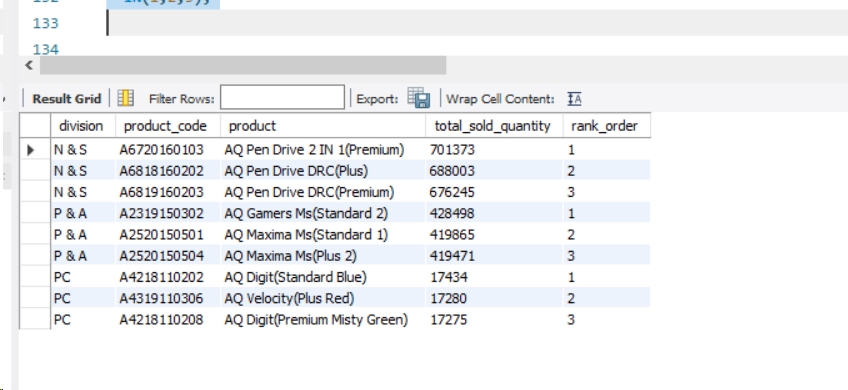 133
134
Result Grid Filter Rows: Export: Wrap Cell Content:
division product_code product total_sold_quantity rank_order
N & S A6720160103 AQ Pen Drive 2 IN 1(Premium) 701373 1
N & S A6818160202 AQ Pen Drive DRC(Plus) 688003 2
N & S A6819160203 AQ Pen Drive DRC(Premium) 676245 3
P & A A2319150302 AQ Gamers Ms(Standard 2) 428498 1
P & A A2520150501 AQ Maxima Ms(Standard 1) 419865 2
P & A A2520150504 AQ Maxima Ms(Plus 2) 419471 3
PC A4218110202 AQ Digit(Standard Blue) 17434 1
PC A4319110306 AQ Velocity(Plus Red) 17280 2
PC A4218110208 AQ Digit(Premium Misty Green) 17275 3